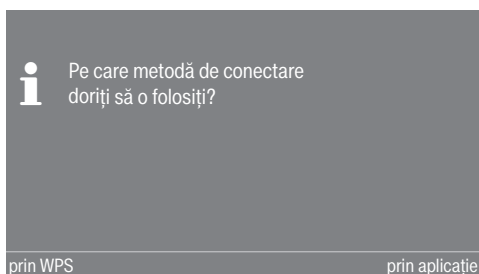 Pe care metodă de conectare
doriți să o folosiți?
prin WPS
prin aplicație